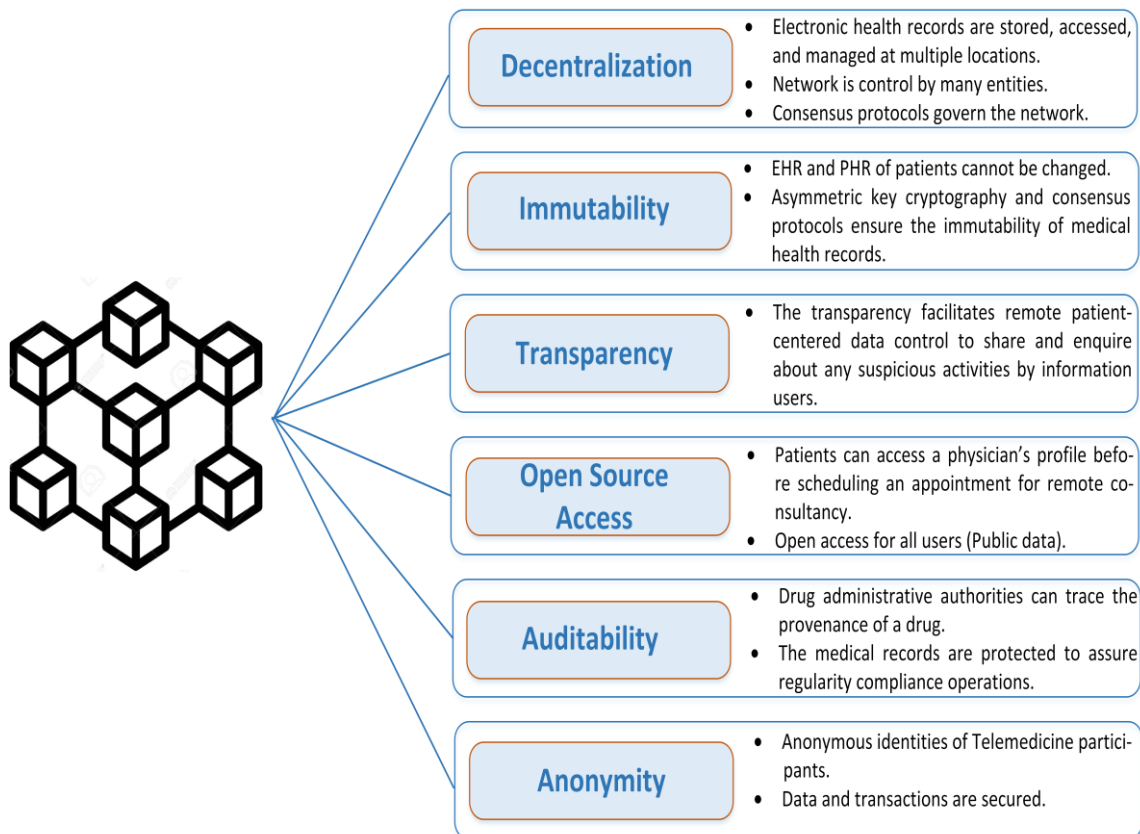 Decentralization
• Electronic health records are stored, accessed,
and managed at multiple locations.
• Network is control by many entities.
• Consensus protocols govern the network.
Immutability
• EHR and PHR of patients cannot be changed.
• Asymmetric key cryptography and consensus
protocols ensure the immutability of medical
health records.
Transparency
• The transparency facilitates remote patient-
centered data control to share and enquire
about any suspicious activities by information
users.
Open Source
Access
• Patients can access a physician’s profile befo-
re scheduling an appointment for remote co-
nsultancy.
• Open access for all users (Public data).
Auditability
• Drug administrative authorities can trace the
provenance of a drug.
• The medical records are protected to assure
regularity compliance operations.
Anonymity
• Anonymous identities of Telemedicine partici-
pants.
• Data and transactions are secured.